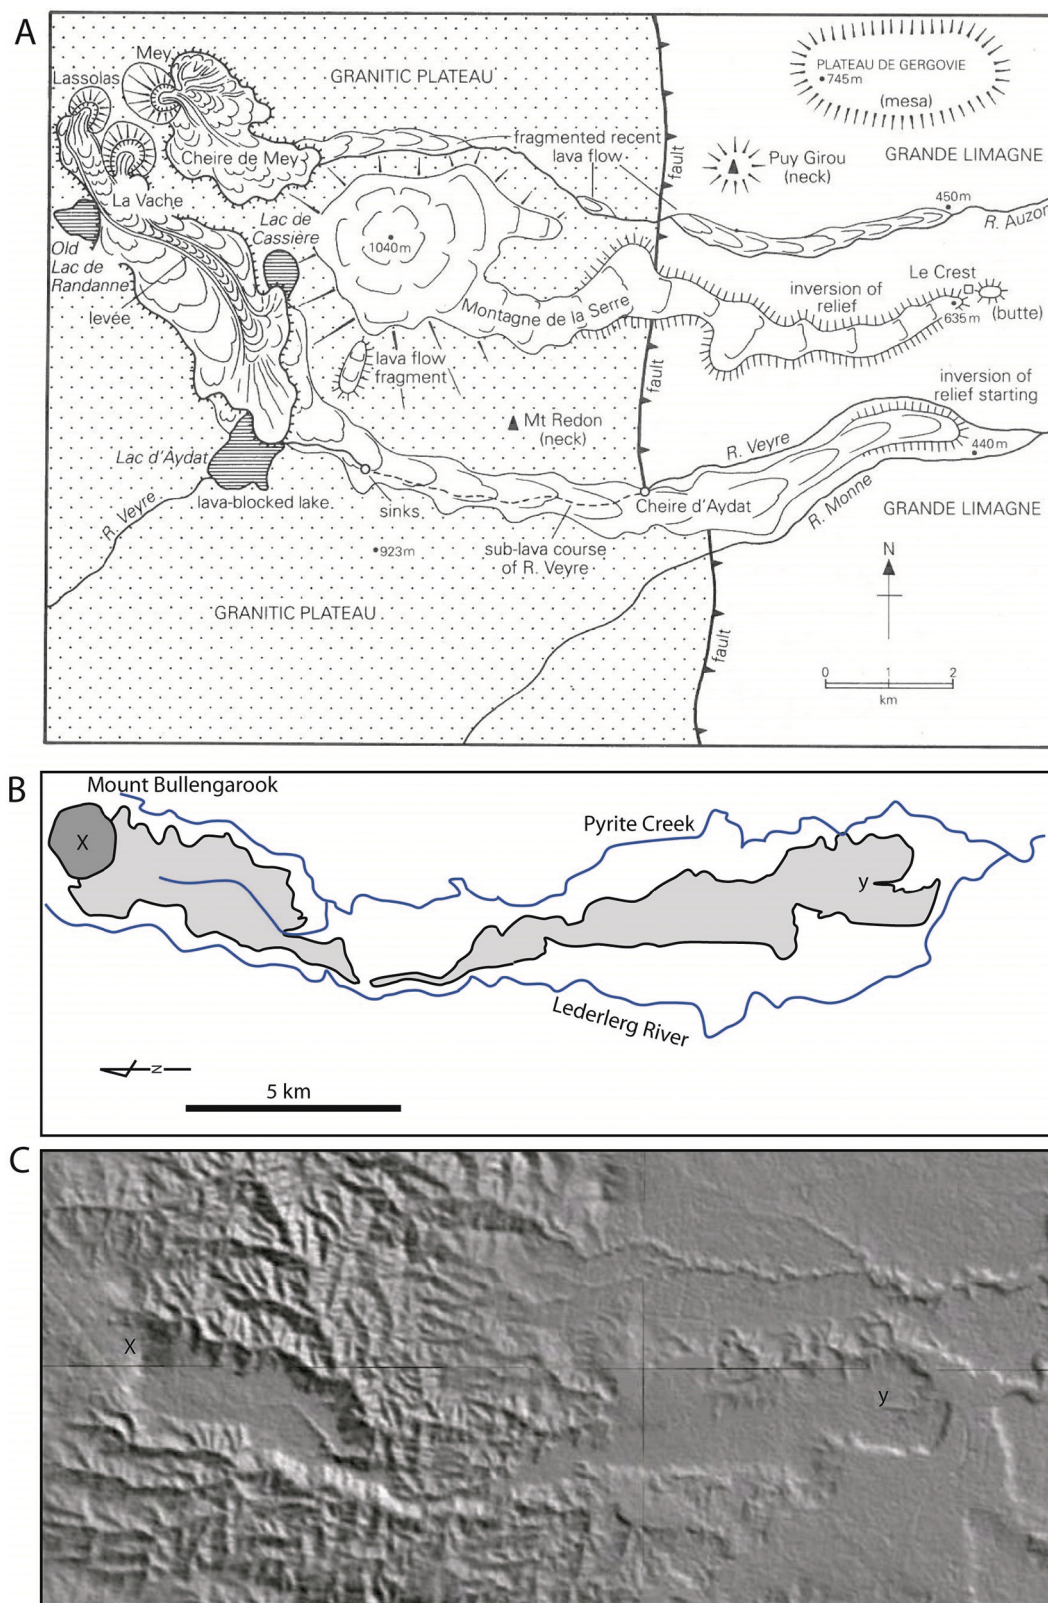 A
Mey
Lassolas
GRANITIC PLATEAU
PLATEAU DE GERGOVIE
745m
(mesa)
fragmented recent
lava flow
fault
Puy Girou
(neck)
GRANDE LIMAGNE
Cheire de Mey
La Vache
450m
R. Auzon
Lac de
Cassière
1040m
Old
Lac de
Randanne
levée
Montagne de la Serre
inversion of
relief
Le Crest
635m
(butte)
lava flow
fragment
fault
inversion of
relief starting
Mt Redon
(neck)
R. Veyre
440m
Lac d'Aydat
R. Veyre
lava-blocked lake
sinks
Cheire d'Aydat
R. Monne
GRANDE LIMAGNE
923m
sub-lava course
of R. Veyre
N
GRANITIC PLATEAU
fault
0 2
km
B
Mount Bullengarook
X
Pyrite Creek
y
Lederlerg River
N
5 km
C
X
y